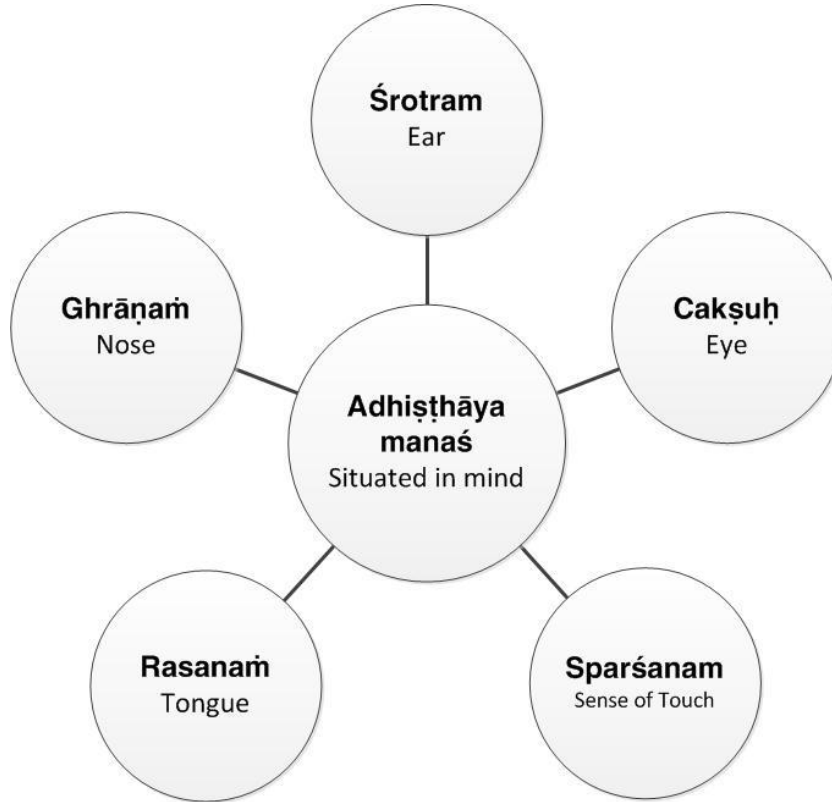 Śrotram
Ear
Cakṣuḥ
Eye
Sparśanam
Sense of Touch
Rasanaṁ
Tongue
Ghrāṇaṁ
Nose
Adhiṣṭhāya
manaś
Situated in mind